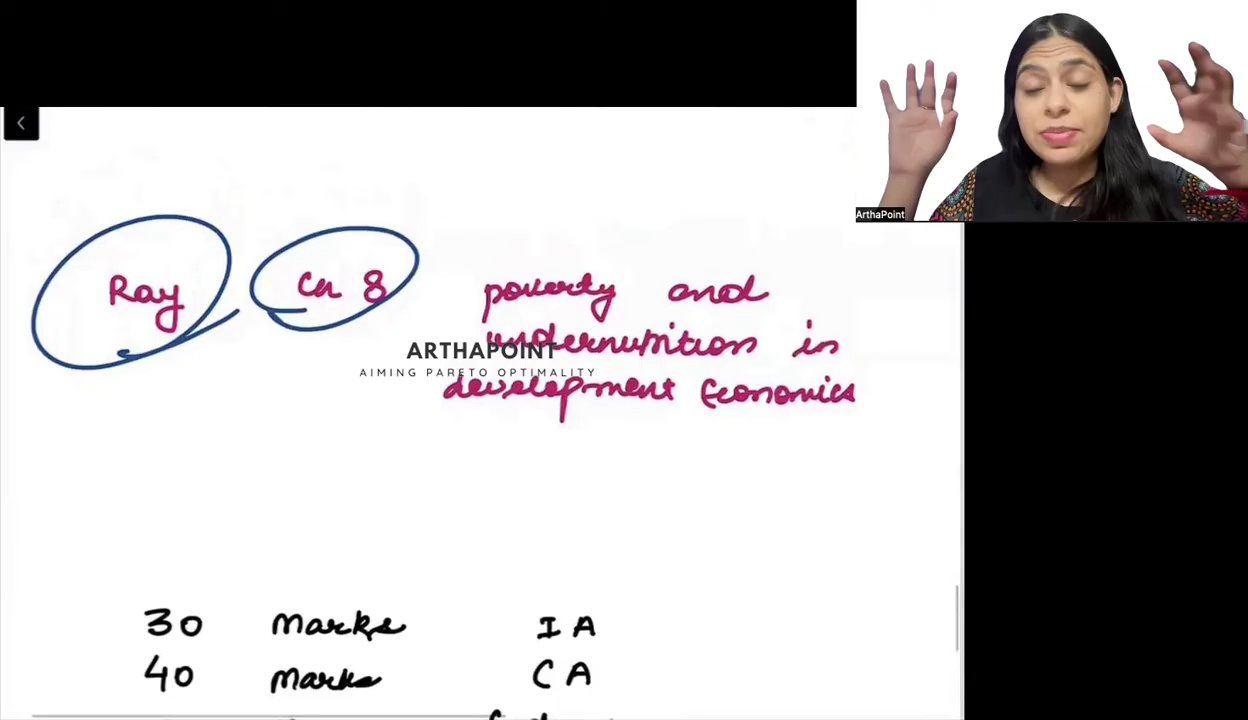 ArthaPoint
Ray Ch 8 poverty and
undernutrition in
ARTHAPOINT
AIMING PARETO OPTIMALITY
development Economics
30 Marks IA
40 Marks CA